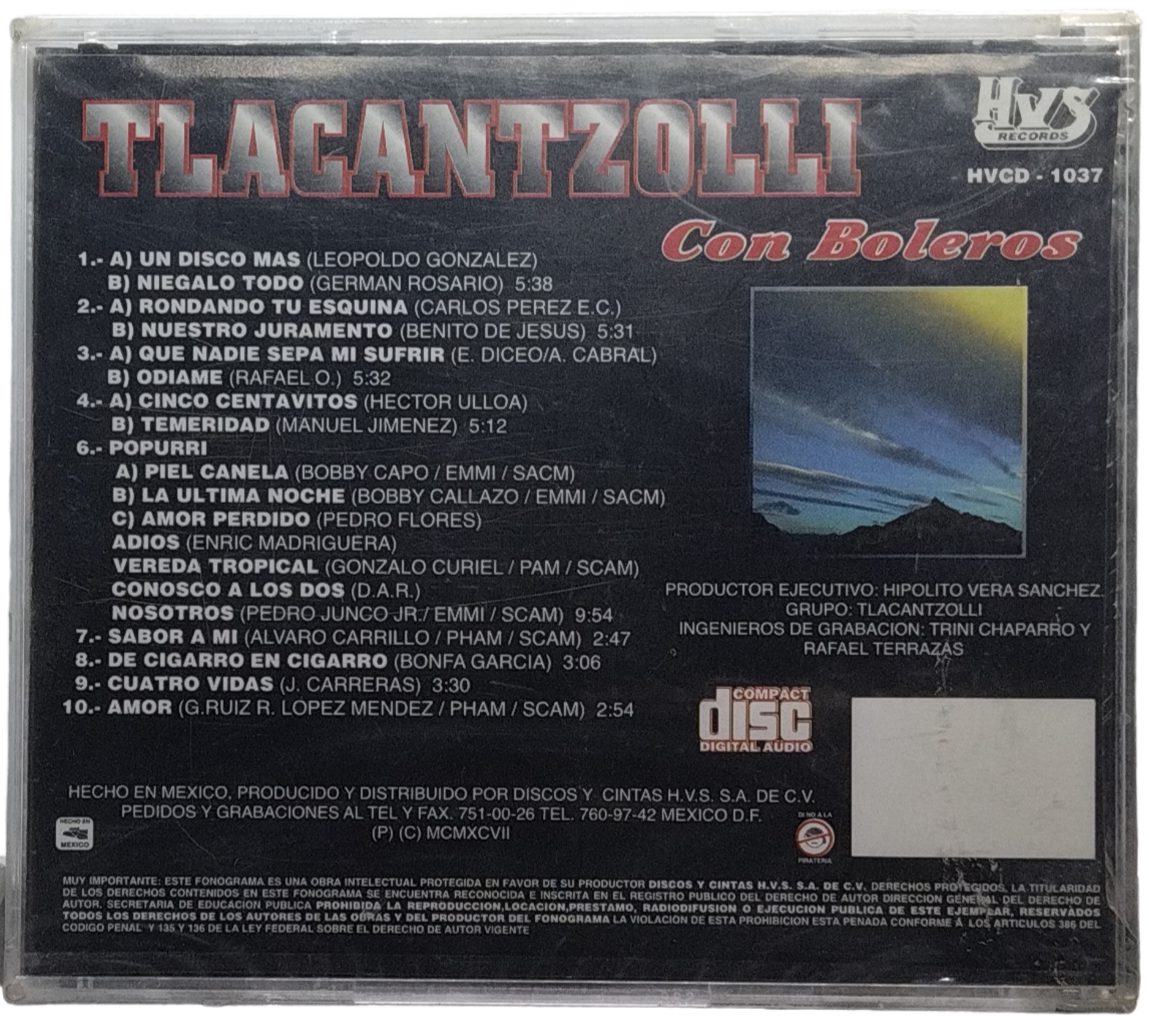 TLACANTZOLLI
HVS
RECORDS
HVCD - 1037
Con Boleros
1.- A) UN DISCO MAS (LEOPOLDO GONZALEZ)
B) NIEGALO TODO (GERMAN ROSARIO) 5:38
2.- A) RONDANDO TU ESQUINA (CARLOS PEREZ E.C.)
B) NUESTRO JURAMENTO (BENITO DE JESUS) 5:31
3.- A) QUE NADIE SEPA MI SUFRIR (E. DICEO/A. CABRAL)
B) ODIAME (RAFAEL O.) 5:32
4.- A) CINCO CENTAVITOS (HECTOR ULLOA)
B) TEMERIDAD (MANUEL JIMENEZ) 5:12
6.- POPURRI
A) PIEL CANELA (BOBBY CAPO / EMMI / SACM)
B) LA ULTIMA NOCHE (BOBBY CALLAZO / EMMI / SACM)
C) AMOR PERDIDO (PEDRO FLORES)
ADIOS (ENRIC MADRIGUERA)
VEREDA TROPICAL (GONZALO CURIEL / PAM / SCAM)
CONOSCO A LOS DOS (D.A.R.)
NOSOTROS (PEDRO JUNCO JR./ EMMI / SCAM) 9:54
7.- SABOR A MI (ALVARO CARRILLO / PHAM / SCAM) 2:47
8.- DE CIGARRO EN CIGARRO (BONFA GARCIA) 3:06
9.- CUATRO VIDAS (J. CARRERAS) 3:30
10.- AMOR (G.RUIZ R. LOPEZ MENDEZ / PHAM / SCAM) 2:54
PRODUCTOR EJECUTIVO: HIPOLITO VERA SANCHEZ.
GRUPO: TLACANTZOLLI
INGENIEROS DE GRABACION: TRINI CHAPARRO Y
RAFAEL TERRAZAS
COMPACT
disc
DIGITAL AUDIO
HECHO EN MEXICO, PRODUCIDO Y DISTRIBUIDO POR DISCOS Y CINTAS H.V.S. S.A. DE C.V.
PEDIDOS Y GRABACIONES AL TEL Y FAX. 751-00-26 TEL. 760-97-42 MEXICO D.F.
(P) (C) MCMXCVII
HECHO EN
MEXICO
DI NO A LA
PIRATERIA
MUY IMPORTANTE: ESTE FONOGRAMA ES UNA OBRA INTELECTUAL PROTEGIDA EN FAVOR DE SU PRODUCTOR DISCOS Y CINTAS H.V.S. S.A. DE C.V. DERECHOS PROTEGIDOS, LA TITULARIDAD
DE LOS DERECHOS CONTENIDOS EN ESTE FONOGRAMA SE ENCUENTRA RECONOCIDA E INSCRITA EN EL REGISTRO PUBLICO DEL DERECHO DE AUTOR DIRECCION GENERAL DEL DERECHO DE
AUTOR. SECRETARIA DE EDUCACION PUBLICA PROHIBIDA LA REPRODUCCION,LOCACION,PRESTAMO, RADIODIFUSION O EJECUCION PUBLICA DE ESTE EJEMPLAR, RESERVADOS
TODOS LOS DERECHOS DE LOS AUTORES DE LAS OBRAS Y DEL PRODUCTOR DEL FONOGRAMA LA VIOLACION DE ESTA PROHIBICION ESTA PENADA CONFORME A LOS ARTICULOS 386 DEL
CODIGO PENAL Y 135 Y 136 DE LA LEY FEDERAL SOBRE EL DERECHO DE AUTOR VIGENTE